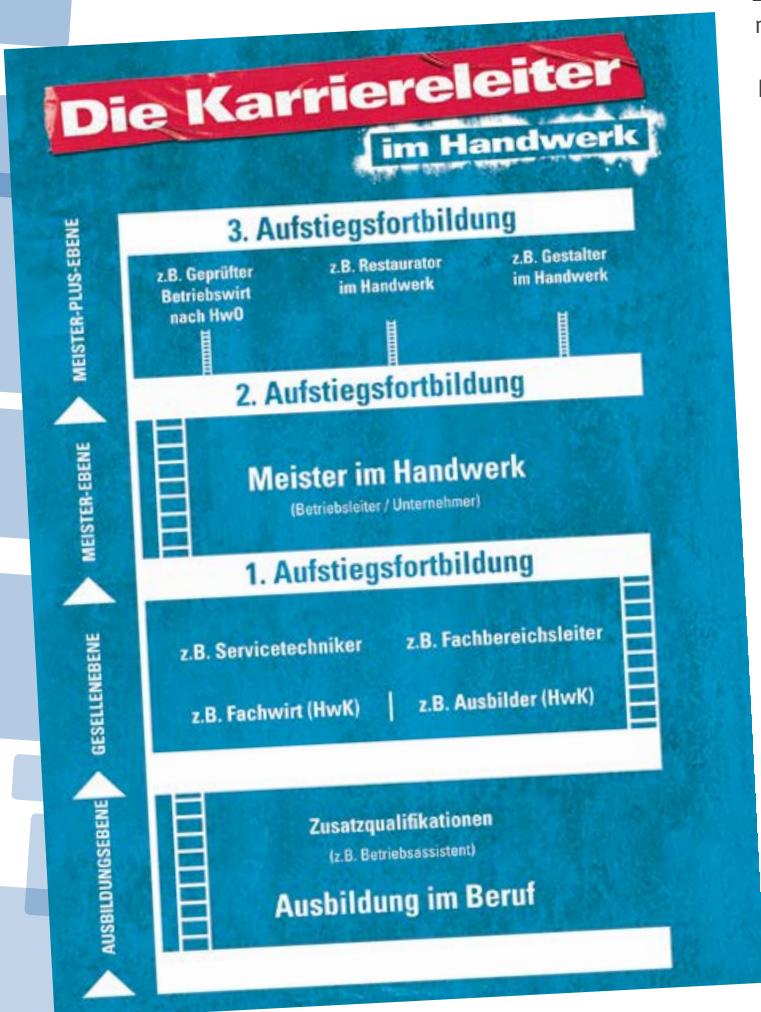 Die Karriereleiter
im Handwerk
MEISTER-PLUS-EBENE
3. Aufstiegsfortbildung
z.B. Geprüfter
Betriebswirt
nach HwO
z.B. Restaurator
im Handwerk
z.B. Gestalter
im Handwerk
2. Aufstiegsfortbildung
MEISTER-EBENE
Meister im Handwerk
(Betriebsleiter / Unternehmer)
1. Aufstiegsfortbildung
GESELLENEBENE
z.B. Servicetechniker
z.B. Fachbereichsleiter
z.B. Fachwirt (HwK) | z.B. Ausbilder (HwK)
AUSBILDUNGSEBENE
Zusatzqualifikationen
(z.B. Betriebsassistent)
Ausbildung im Beruf